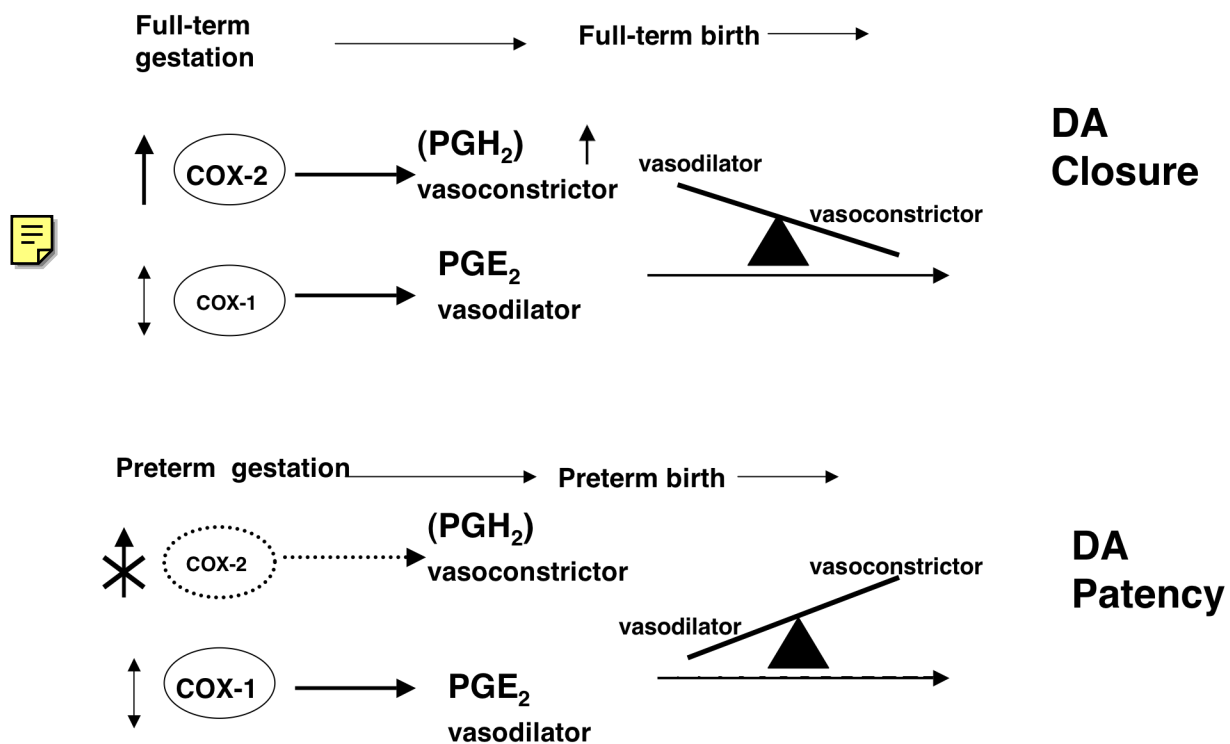 Full-term
gestation
Full-term birth
DA
Closure
COX-2
(PGH₂)
vasoconstrictor
vasodilator
vasoconstrictor
COX-1
PGE₂
vasodilator
Preterm gestation
Preterm birth
DA
Patency
COX-2
(PGH₂)
vasoconstrictor
vasoconstrictor
vasodilator
COX-1
PGE₂
vasodilator